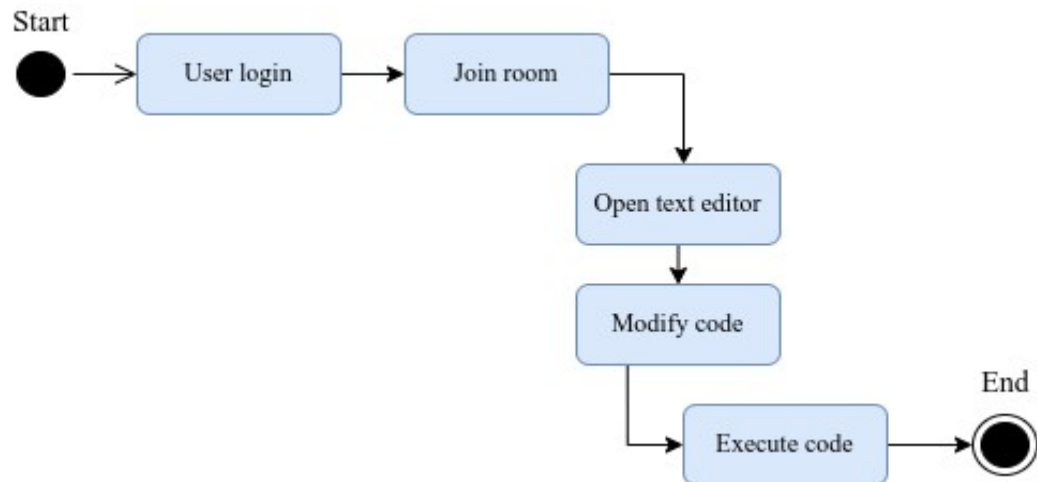 Start
User login
Join room
Open text editor
Modify code
End
Execute code